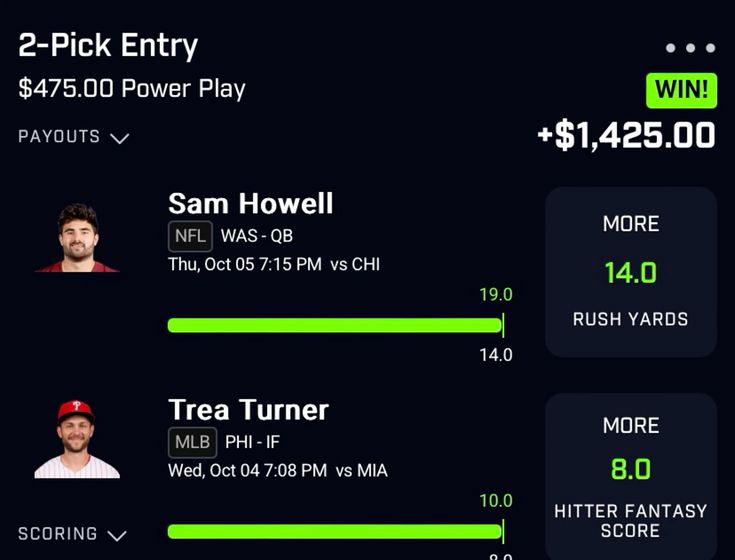 2-Pick Entry
$475.00 Power Play
WIN!
PAYOUTS
+$1,425.00
Sam Howell
NFL WAS - QB
Thu, Oct 05 7:15 PM vs CHI
19.0
14.0
MORE
14.0
RUSH YARDS
Trea Turner
MLB PHI - IF
Wed, Oct 04 7:08 PM vs MIA
10.0
8.0
MORE
8.0
HITTER FANTASY
SCORE
SCORING